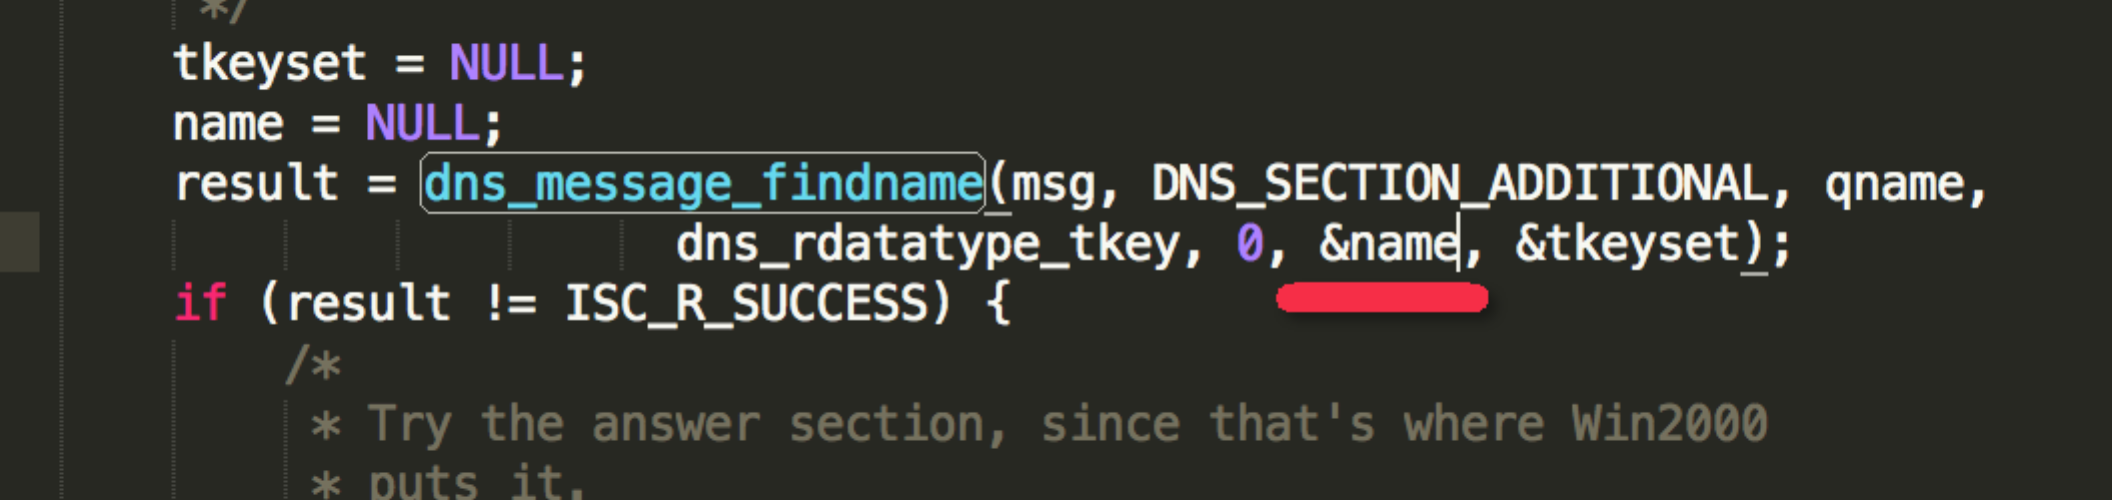 */
tkeyset = NULL;
name = NULL;
result = dns_message_findname(msg, DNS_SECTION_ADDITIONAL, qname,
dns_rdatatype_tkey, 0, &name, &tkeyset);
if (result != ISC_R_SUCCESS) {
/*
* Try the answer section, since that's where Win2000
* puts it.